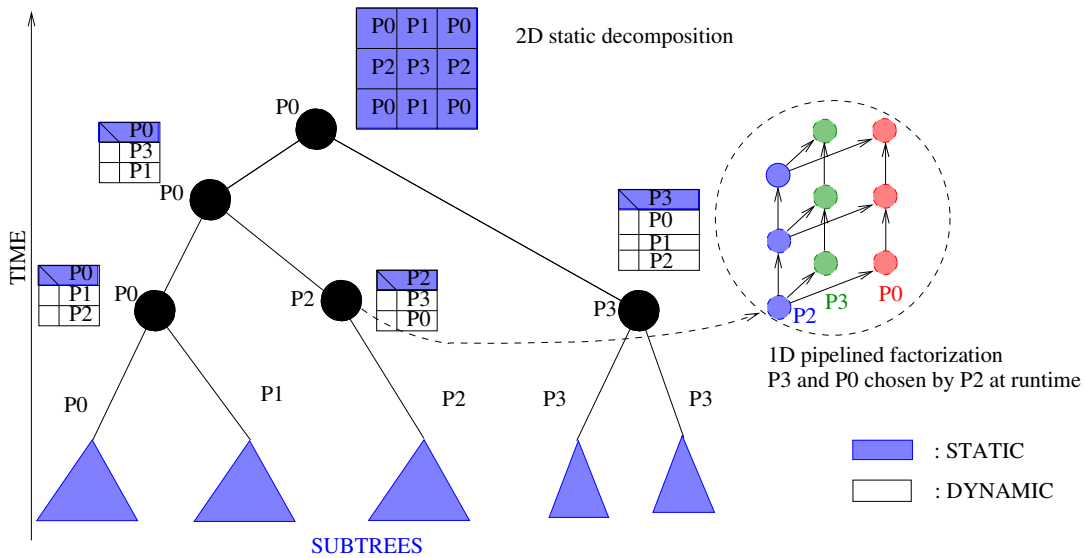 P0 P1 P0
2D static decomposition
P2 P3 P2
P0 P1 P0
P0
P0
P3
P1
P0
P3
P0
P1
P2
TIME
P0
P1
P2
P0
P2
P2
P3
P0
P3
P2
P3
P0
1D pipelined factorization
P3 and P0 chosen by P2 at runtime
P0
P1
P2
P3
P3
: STATIC
: DYNAMIC
SUBTREES